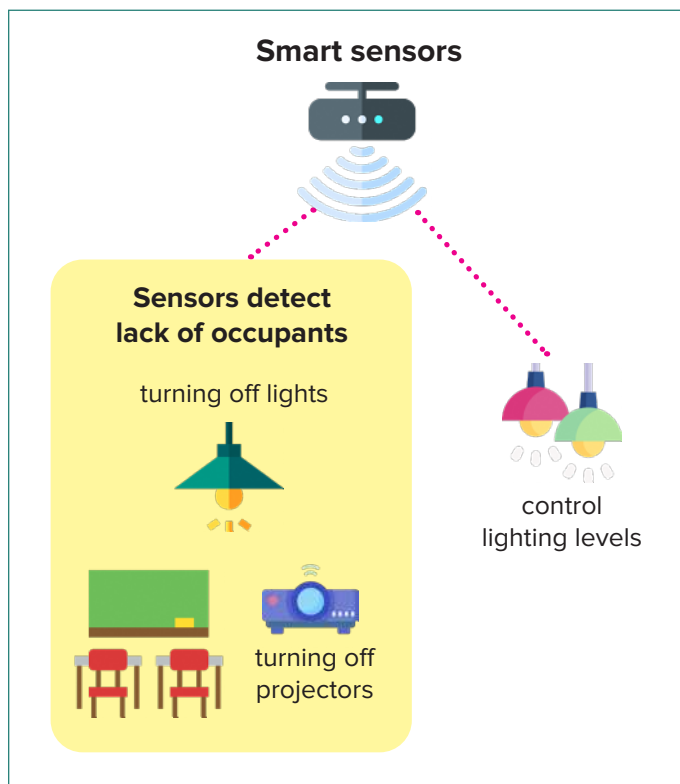 Smart sensors
Sensors detect
lack of occupants
turning off lights
turning off
projectors
control
lighting levels